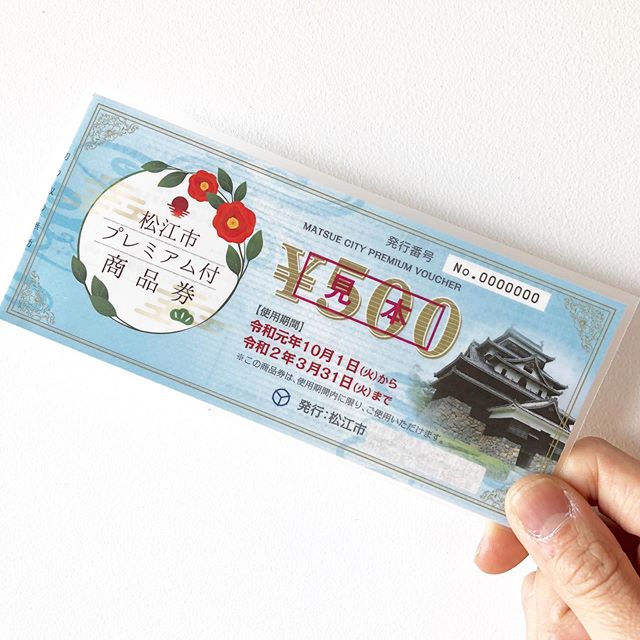 松江市
プレミアム付
商品券
発行番号
MATSUE CITY PREMIUM VOUCHER
No.0000000
¥500
見本
【使用期間】
令和元年10月1日(火)から
令和2年3月31日(火)まで
※この商品券は、使用期間内に限り、ご使用いただけます。
発行:松江市